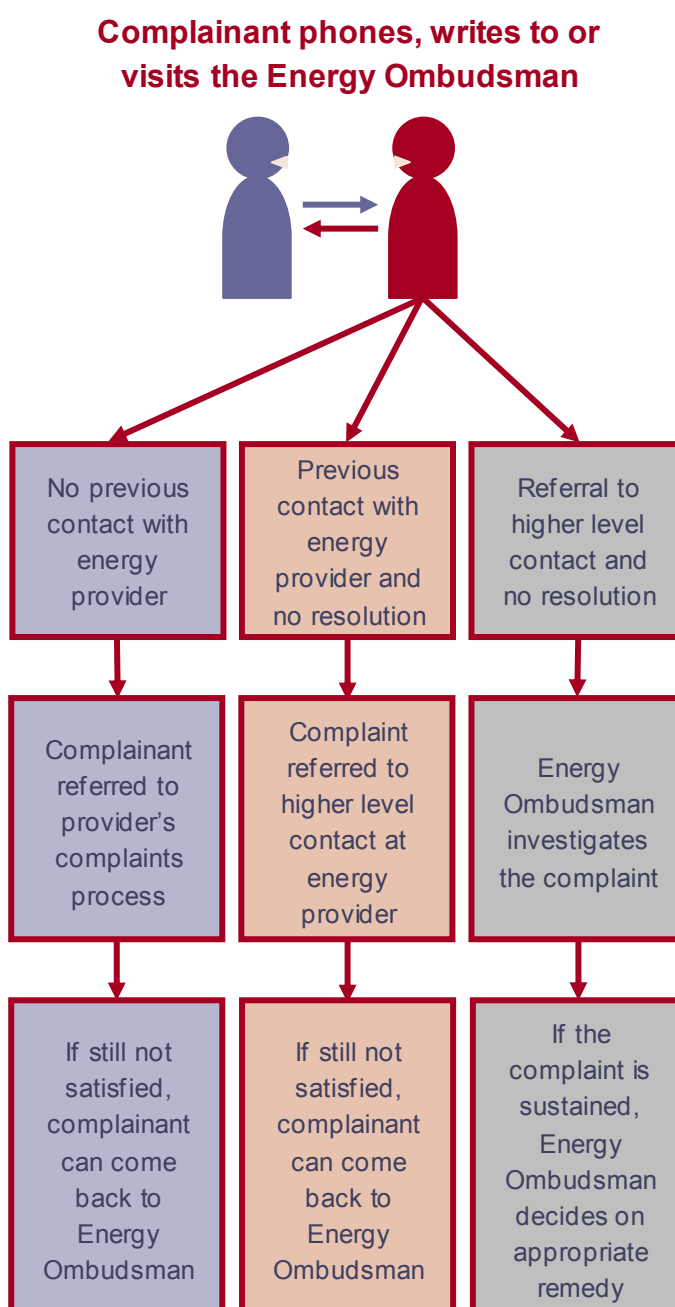 Complainant phones, writes to or
visits the Energy Ombudsman
No previous
contact with
energy
provider
Previous
contact with
energy
provider and
no resolution
Referral to
higher level
contact and
no resolution
Complainant
referred to
provider's
complaints
process
Complaint
referred to
higher level
contact at
energy
provider
Energy
Ombudsman
investigates
the complaint
If still not
satisfied,
complainant
can come
back to
Energy
Ombudsman
If still not
satisfied,
complainant
can come
back to
Energy
Ombudsman
If the
complaint is
sustained,
Energy
Ombudsman
decides on
appropriate
remedy